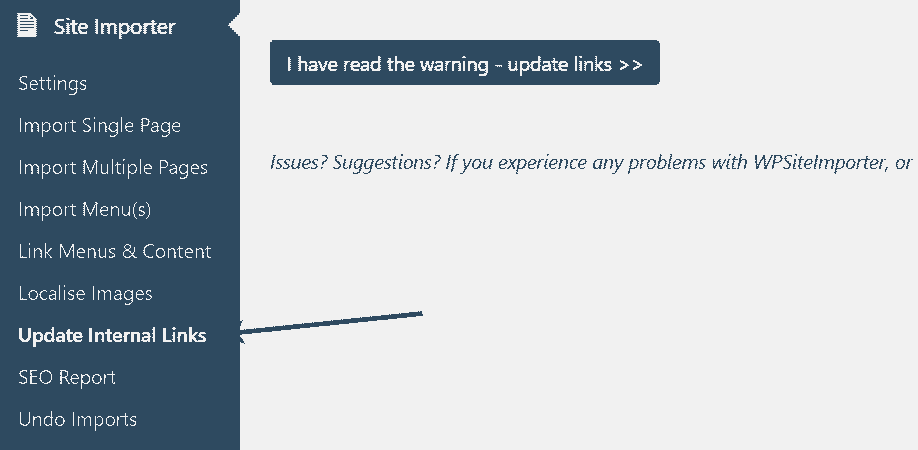 Site Importer
Settings
Import Single Page
Import Multiple Pages
Import Menu(s)
Link Menus & Content
Localise Images
Update Internal Links
SEO Report
Undo Imports
I have read the warning - update links >>
Issues? Suggestions? If you experience any problems with WPSiteImporter, or